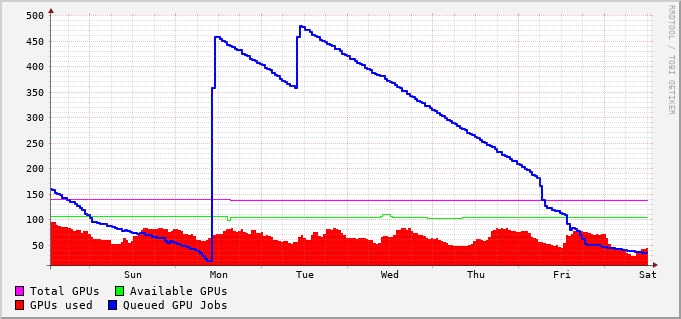 500
450
400
350
300
250
200
150
100
50
Sun Mon Tue Wed Thu Fri Sat
Total GPUs Available GPUs
GPUs used Queued GPU Jobs
RRDTOOL / TOBI OETIKER